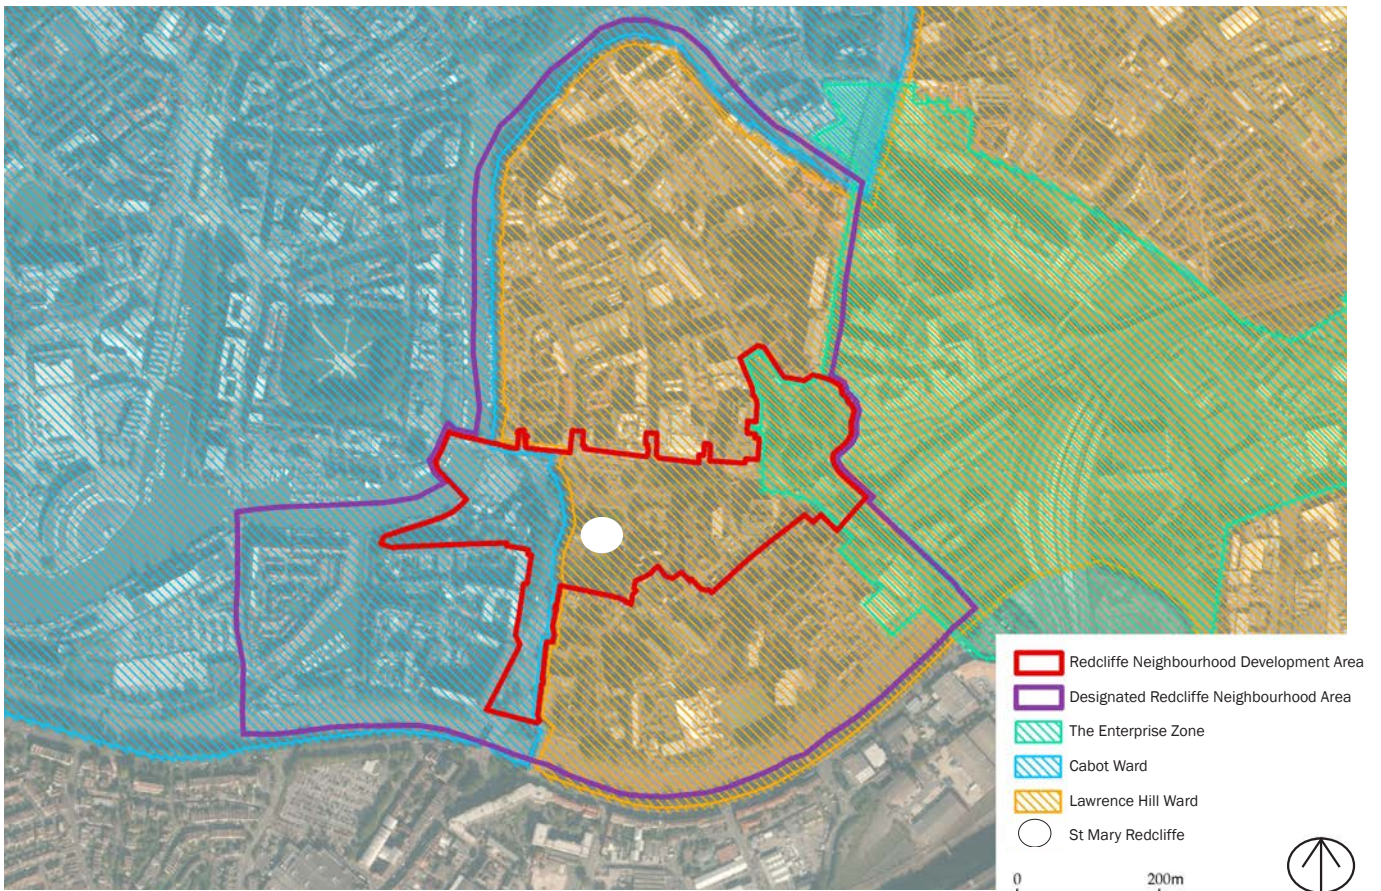 Redcliffe Neighbourhood Development Area
Designated Redcliffe Neighbourhood Area
The Enterprise Zone
Cabot Ward
Lawrence Hill Ward
St Mary Redcliffe
0 200m